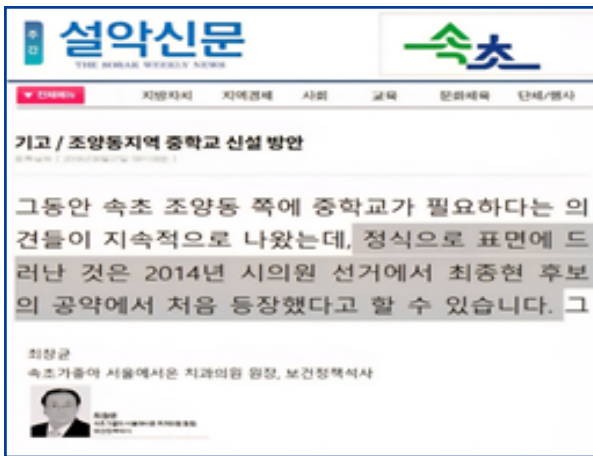 주간
설악신문
THE SORAK WEEKLY NEWS
속초
▼ 전체메뉴 지방자치 지역경제 사회 교육 문화체육 단체/행사
기고 / 조양동지역 중학교 신설 방안
그동안 속초 조양동 쪽에 중학교가 필요하다는 의
견들이 지속적으로 나왔는데, 정식으로 표면에 드
러난 것은 2014년 시의원 선거에서 최종현 후보
의 공약에서 처음 등장했다고 할 수 있습니다. 그
최창균
속초가좋아 서울에서온 치과의원 원장, 보건정책석사